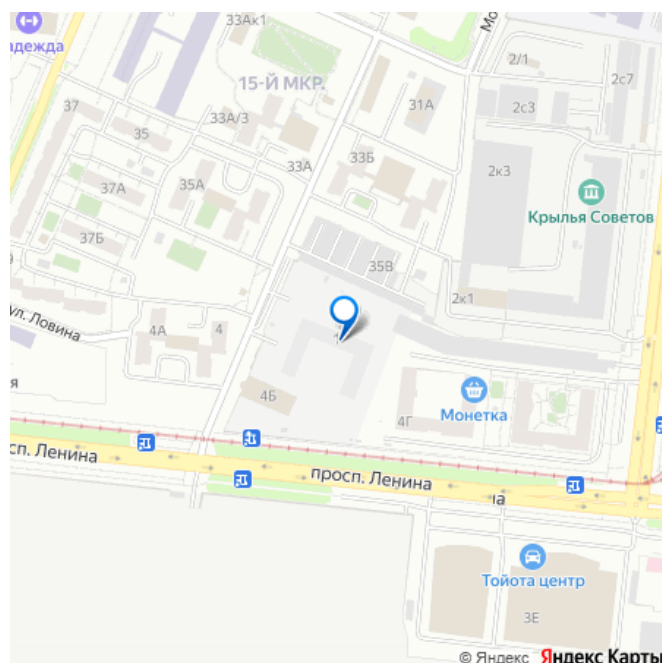 33Ак1
адежда
15-Й МКР.
2/1
2с7
37
35
33А/3
31А
2с3
33А
33Б
2к3
37А
35А
Крылья Советов
37Б
35В
2к1
ул. Ловина
4А
4
4Б
4Г
Монетка
я
сп. Ленина
просп. Ленина
Тойота центр
3Е
© Яндекс Яндекс Карты